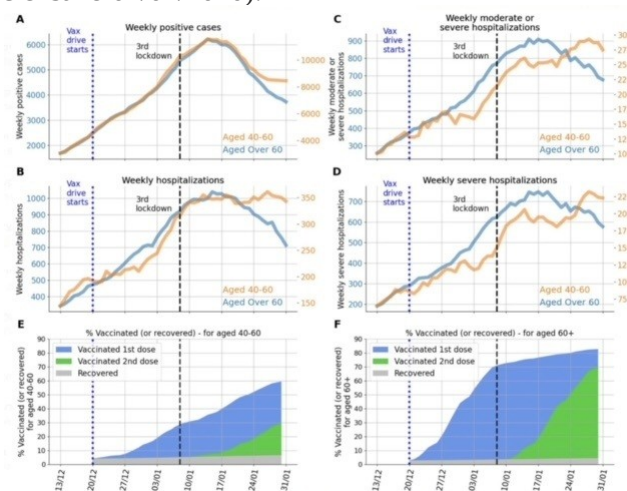 A
Weekly positive cases
Vax
drive
starts
3rd
lockdown
Weekly positive cases
6000
5000
4000
3000
2000
10000
8000
6000
4000
Aged 40-60
Aged Over 60
C
Weekly moderate or
severe hospitalizations
Vax
drive
starts
3rd
lockdown
Weekly moderate or
severe hospitalizations
900
800
700
600
500
400
300
Aged 40-60
Aged Over 60
B
Weekly hospitalizations
Vax
drive
starts
3rd
lockdown
Weekly hospitalizations
1000
900
800
700
600
500
400
350
300
250
200
150
Aged 40-60
Aged Over 60
D
Weekly severe hospitalizations
Vax
drive
starts
3rd
lockdown
Weekly severe hospitalizations
700
600
500
400
300
200
Aged 40-60
Aged Over 60
E
% Vaccinated (or recovered) - for aged 40-60
Vaccinated 1st dose
Vaccinated 2nd dose
Recovered
% Vaccinated (or recovered)
for aged 40-60
90
80
70
60
50
40
30
20
10
0
13/12
20/12
27/12
03/01
10/01
17/01
24/01
31/01
F
% Vaccinated (or recovered) - for aged 60+
Vaccinated 1st dose
Vaccinated 2nd dose
Recovered
% Vaccinated (or recovered)
for aged 60+
90
80
70
60
50
40
30
20
10
0
13/12
20/12
27/12
03/01
10/01
17/01
24/01
31/01